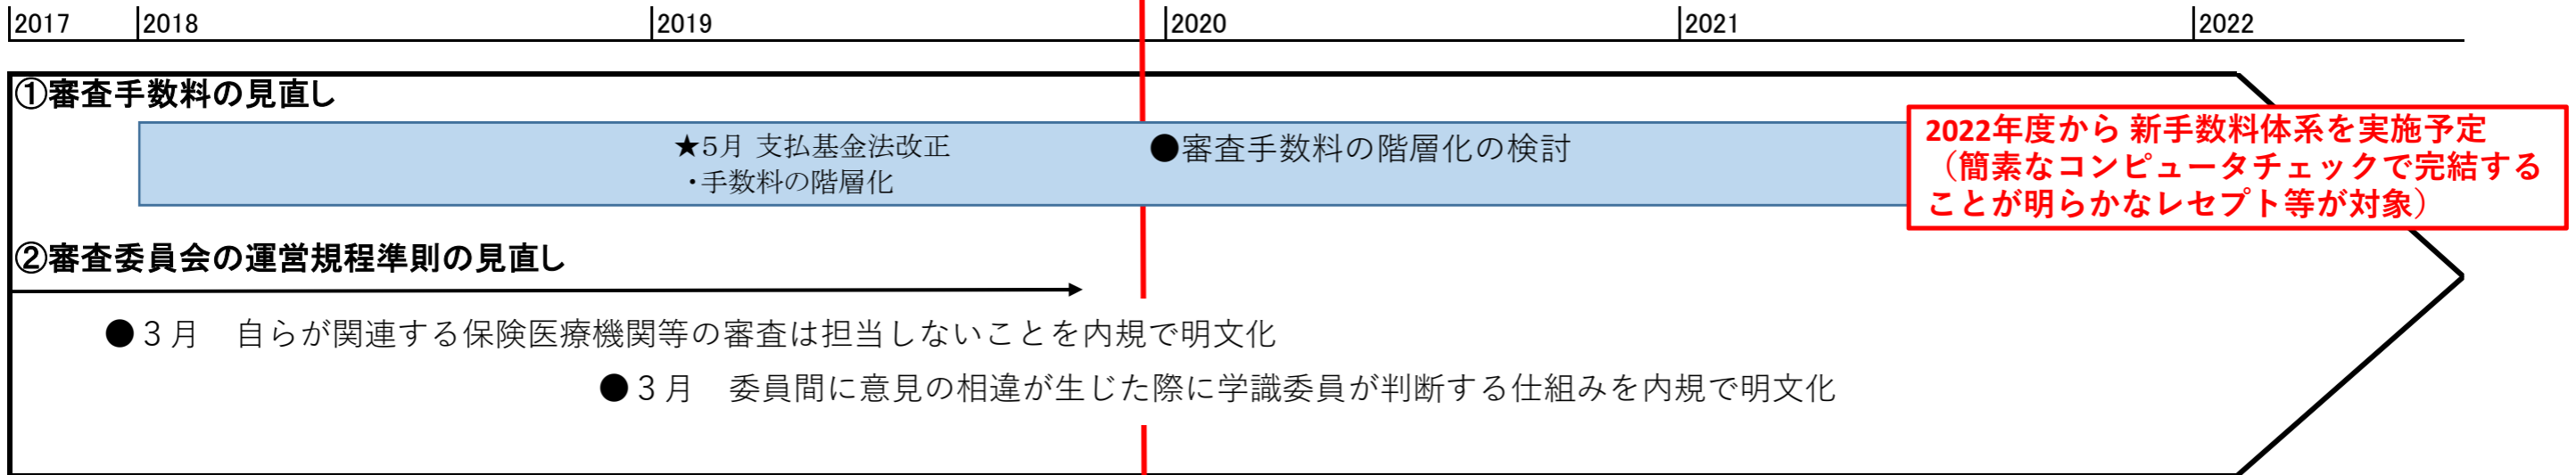 2017 2018 2019 2020 2021 2022
①審査手数料の見直し
★5月 支払基金法改正
・手数料の階層化
●審査手数料の階層化の検討
2022年度から 新手数料体系を実施予定
（簡素なコンピュータチェックで完結する
ことが明らかなレセプト等が対象）
②審査委員会の運営規程準則の見直し
●３月　自らが関連する保険医療機関等の審査は担当しないことを内規で明文化
●３月　委員間に意見の相違が生じた際に学識委員が判断する仕組みを内規で明文化